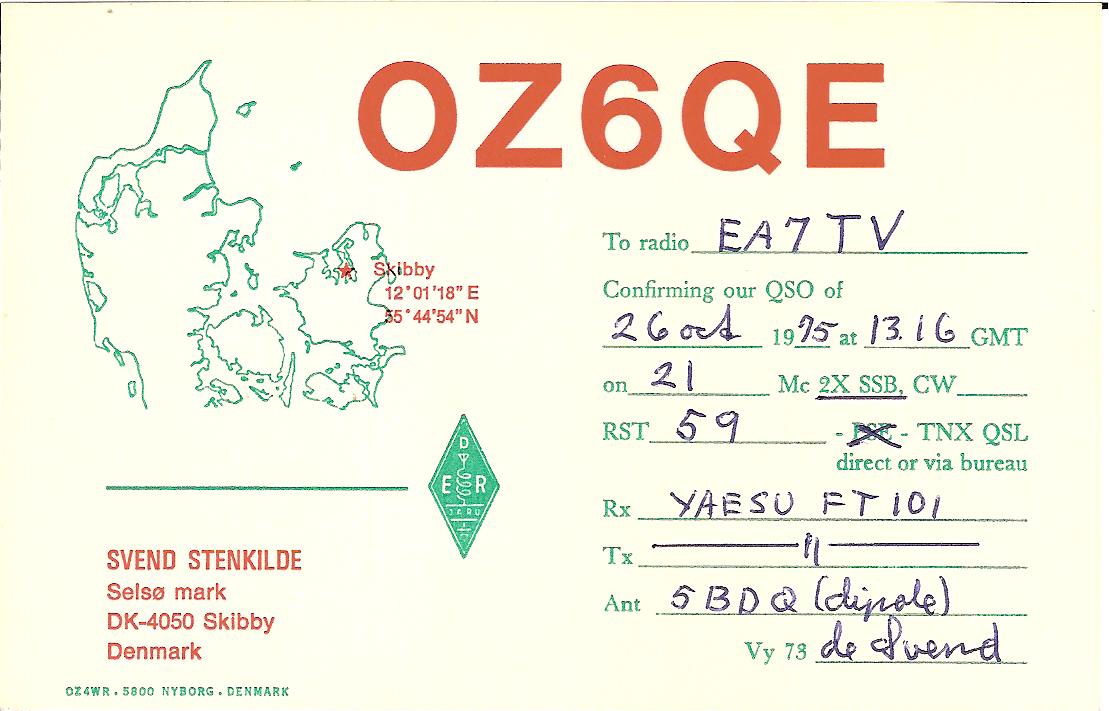 OZ6QE
Skibby
12°01'18" E
55°44'54" N
To radio EA7TV
Confirming our QSO of
26 oct 1975 at 13.16 GMT
on 21 Mc 2X SSB, CW
RST 59 - PSE - TNX QSL
direct or via bureau
Rx YAESU FT 101
Tx —— 〃 ——
Ant 5BDQ (dipole)
Vy 73 de Svend
D
E R
IARU
SVEND STENKILDE
Selsø mark
DK-4050 Skibby
Denmark
OZ4WR . 5800 NYBORG . DENMARK